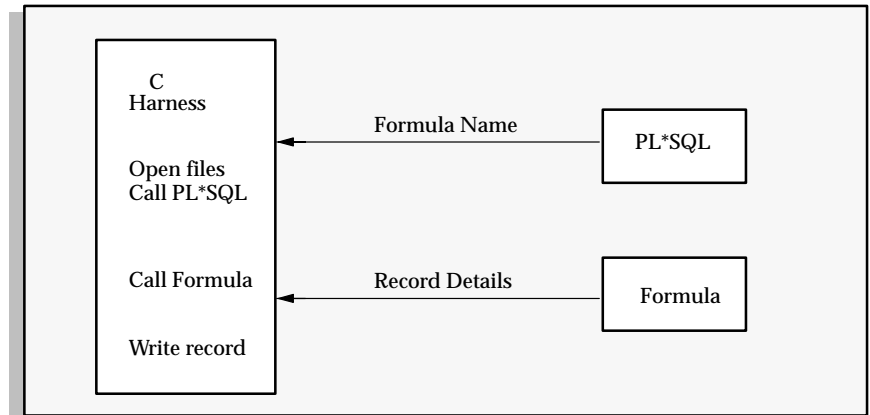 C
Harness
Formula Name
PL*SQL
Open files
Call PL*SQL
Call Formula
Record Details
Formula
Write record